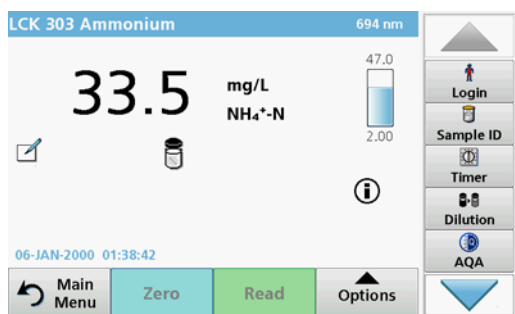 LCK 303 Ammonium 694 nm
47.0
33.5 mg/L
NH₄⁺-N
2.00
06-JAN-2000 01:38:42
Main Menu
Zero
Read
Options
Login
Sample ID
Timer
Dilution
AQA